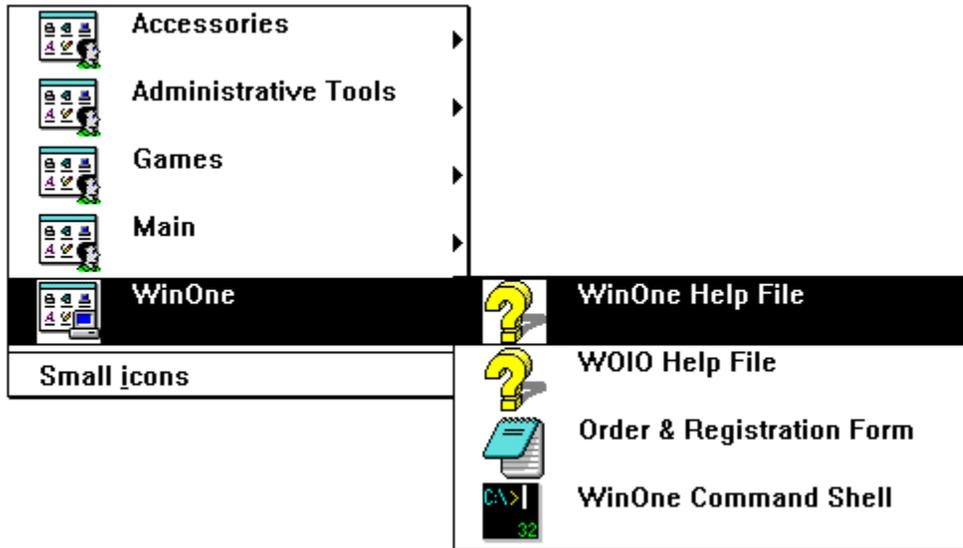 Accessories
Administrative Tools
Games
Main
WinOne
Small icons
WinOne Help File
WOIO Help File
Order & Registration Form
WinOne Command Shell
C:\>
32